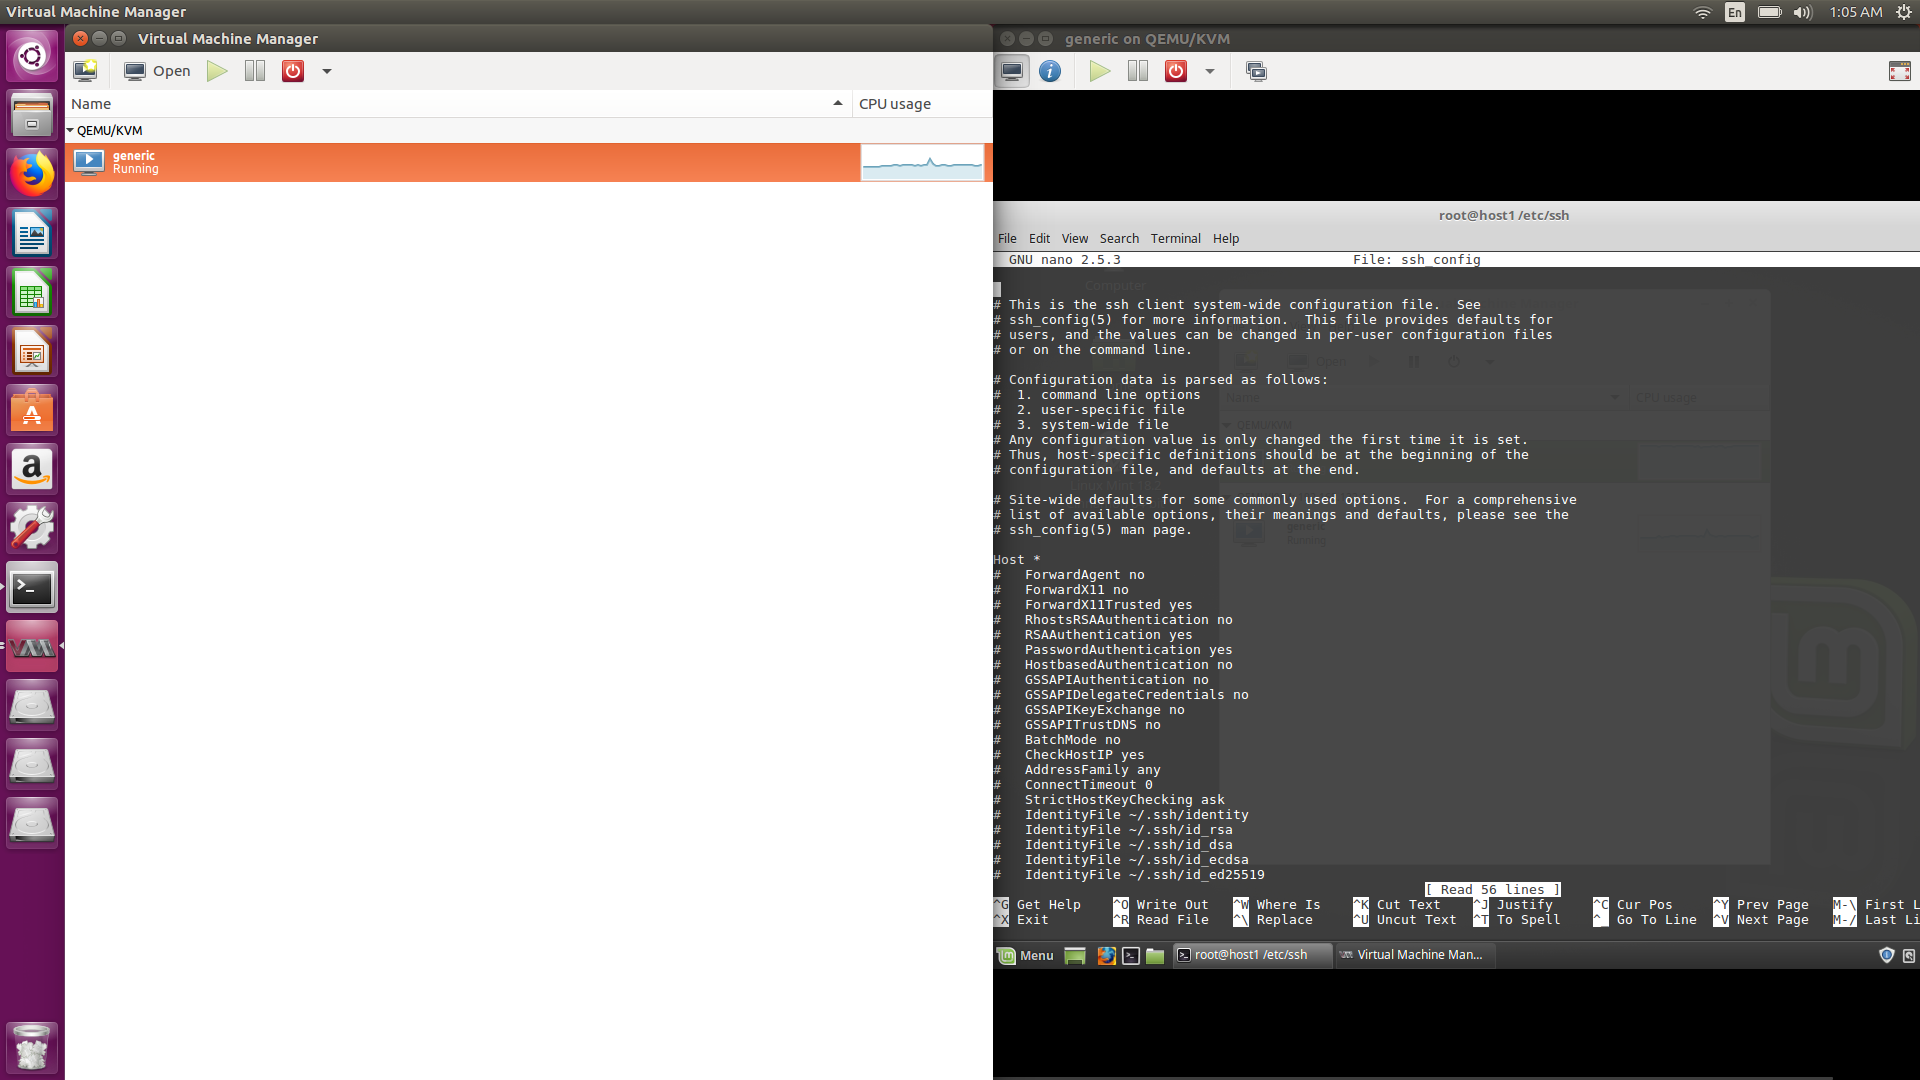 Virtual Machine Manager
En
1:05 AM
Virtual Machine Manager
Open
Name
CPU usage
QEMU/KVM
generic
Running
generic on QEMU/KVM
root@host1 /etc/ssh
File Edit View Search Terminal Help
GNU nano 2.5.3 File: ssh_config
# This is the ssh client system-wide configuration file.  See
# ssh_config(5) for more information.  This file provides defaults for
# users, and the values can be changed in per-user configuration files
# or on the command line.
# Configuration data is parsed as follows:
#  1. command line options
#  2. user-specific file
#  3. system-wide file
# Any configuration value is only changed the first time it is set.
# Thus, host-specific definitions should be at the beginning of the
# configuration file, and defaults at the end.
# Site-wide defaults for some commonly used options.  For a comprehensive
# list of available options, their meanings and defaults, please see the
# ssh_config(5) man page.
Host *
#   ForwardAgent no
#   ForwardX11 no
#   ForwardX11Trusted yes
#   RhostsRSAAuthentication no
#   RSAAuthentication yes
#   PasswordAuthentication yes
#   HostbasedAuthentication no
#   GSSAPIAuthentication no
#   GSSAPIDelegateCredentials no
#   GSSAPIKeyExchange no
#   GSSAPITrustDNS no
#   BatchMode no
#   CheckHostIP yes
#   AddressFamily any
#   ConnectTimeout 0
#   StrictHostKeyChecking ask
#   IdentityFile ~/.ssh/identity
#   IdentityFile ~/.ssh/id_rsa
#   IdentityFile ~/.ssh/id_dsa
#   IdentityFile ~/.ssh/id_ecdsa
#   IdentityFile ~/.ssh/id_ed25519
[ Read 56 lines ]
^G Get Help ^O Write Out ^W Where Is ^K Cut Text ^J Justify ^C Cur Pos ^Y Prev Page M-\ First L
^X Exit ^R Read File ^\ Replace ^U Uncut Text ^T To Spell ^_ Go To Line ^V Next Page M-/ Last Li
Computer
Open
Name
CPU usage
QEMU/KVM
Running
Menu
root@host1 /etc/ssh
Virtual Machine Man...